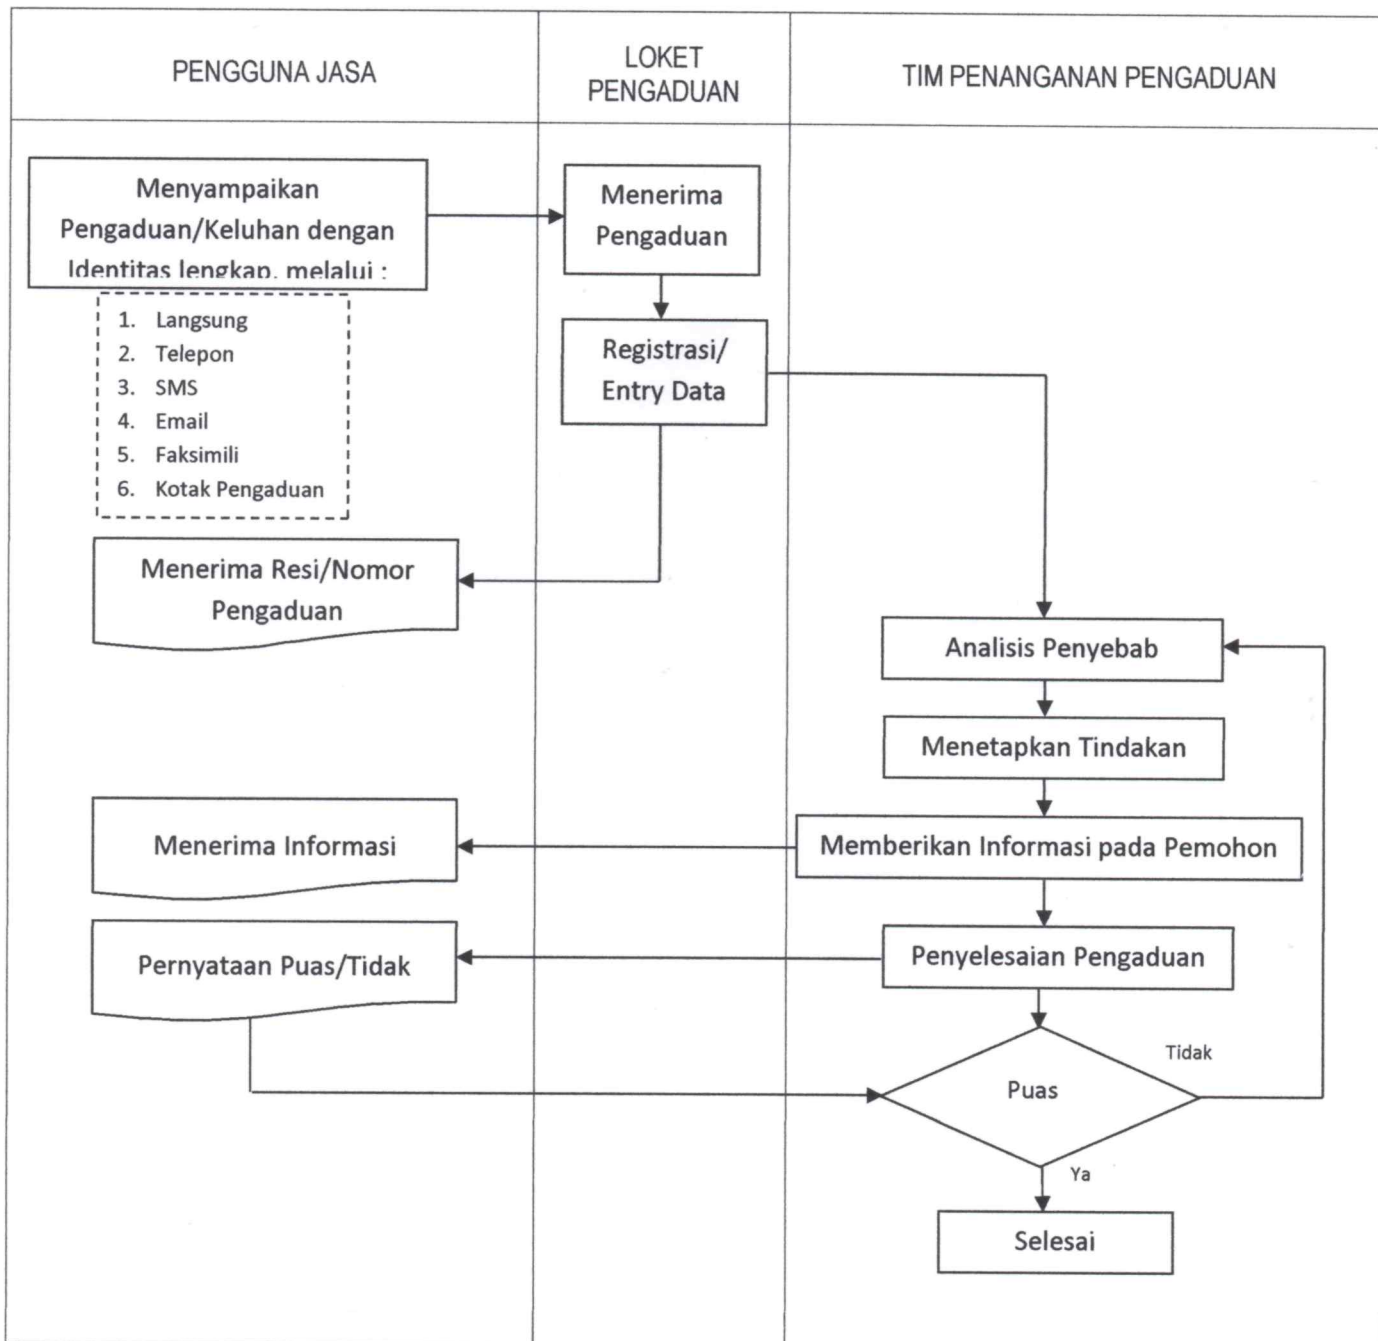 PENGGUNA JASA
LOKET
PENGADUAN
TIM PENANGANAN PENGADUAN
Menyampaikan
Pengaduan/Keluhan dengan
Identitas lengkap, melalui :
1. Langsung
2. Telepon
3. SMS
4. Email
5. Faksimili
6. Kotak Pengaduan
Menerima
Pengaduan
Registrasi/
Entry Data
Menerima Resi/Nomor
Pengaduan
Analisis Penyebab
Menetapkan Tindakan
Memberikan Informasi pada Pemohon
Menerima Informasi
Penyelesaian Pengaduan
Pernyataan Puas/Tidak
Puas
Tidak
Ya
Selesai